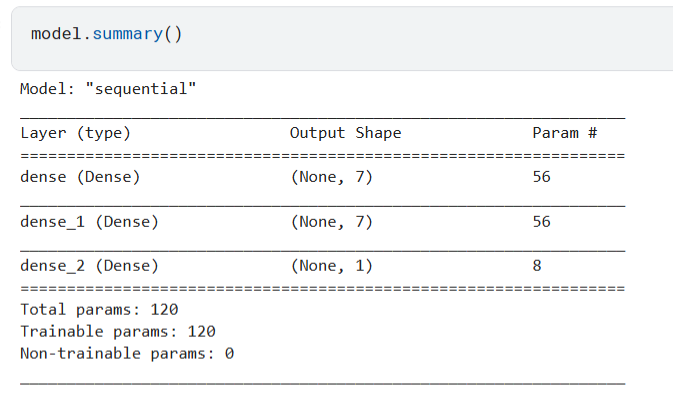 model.summary()
Model: "sequential"
_________________________________________________________________
Layer (type)                 Output Shape              Param #
=================================================================
dense (Dense)                (None, 7)                 56
_________________________________________________________________
dense_1 (Dense)              (None, 7)                 56
_________________________________________________________________
dense_2 (Dense)              (None, 1)                 8
=================================================================
Total params: 120
Trainable params: 120
Non-trainable params: 0
_________________________________________________________________